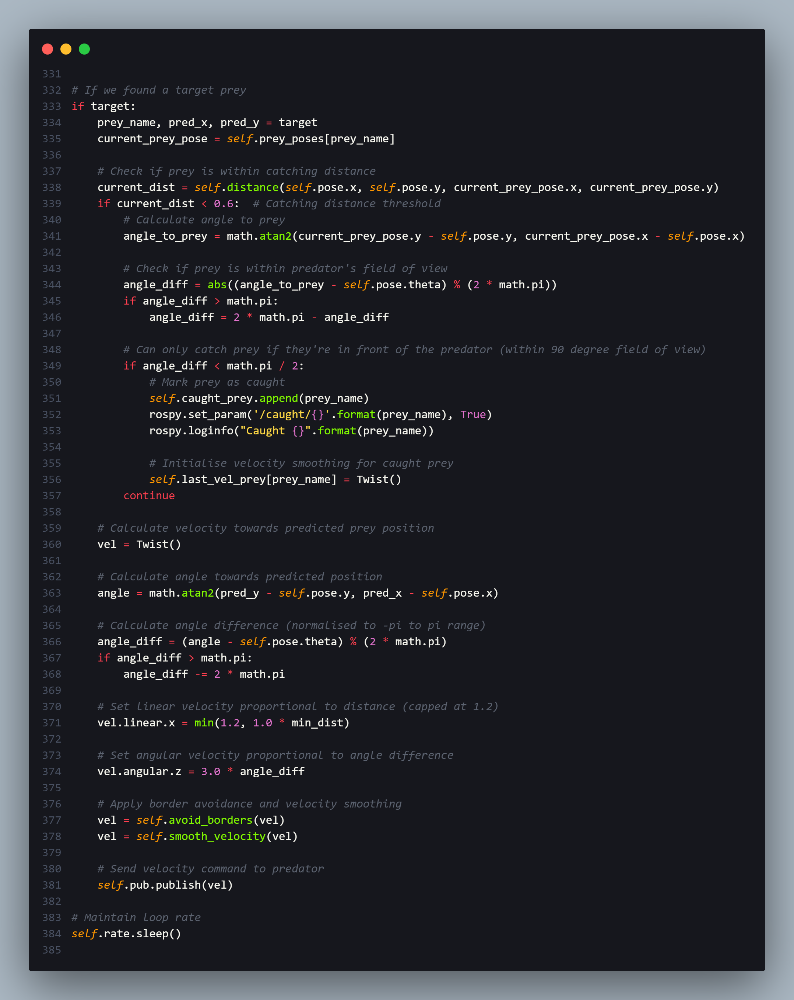 331
332 # If we found a target prey
333 if target:
334     prey_name, pred_x, pred_y = target
335     current_prey_pose = self.prey_poses[prey_name]
336
337     # Check if prey is within catching distance
338     current_dist = self.distance(self.pose.x, self.pose.y, current_prey_pose.x, current_prey_pose.y)
339     if current_dist < 0.6:  # Catching distance threshold
340         # Calculate angle to prey
341         angle_to_prey = math.atan2(current_prey_pose.y - self.pose.y, current_prey_pose.x - self.pose.x)
342
343         # Check if prey is within predator's field of view
344         angle_diff = abs((angle_to_prey - self.pose.theta) % (2 * math.pi))
345         if angle_diff > math.pi:
346             angle_diff = 2 * math.pi - angle_diff
347
348         # Can only catch prey if they're in front of the predator (within 90 degree field of view)
349         if angle_diff < math.pi / 2:
350             # Mark prey as caught
351             self.caught_prey.append(prey_name)
352             rospy.set_param('/caught/{}'.format(prey_name), True)
353             rospy.loginfo("Caught {}".format(prey_name))
354
355             # Initialise velocity smoothing for caught prey
356             self.last_vel_prey[prey_name] = Twist()
357         continue
358
359     # Calculate velocity towards predicted prey position
360     vel = Twist()
361
362     # Calculate angle towards predicted position
363     angle = math.atan2(pred_y - self.pose.y, pred_x - self.pose.x)
364
365     # Calculate angle difference (normalised to -pi to pi range)
366     angle_diff = (angle - self.pose.theta) % (2 * math.pi)
367     if angle_diff > math.pi:
368         angle_diff -= 2 * math.pi
369
370     # Set linear velocity proportional to distance (capped at 1.2)
371     vel.linear.x = min(1.2, 1.0 * min_dist)
372
373     # Set angular velocity proportional to angle difference
374     vel.angular.z = 3.0 * angle_diff
375
376     # Apply border avoidance and velocity smoothing
377     vel = self.avoid_borders(vel)
378     vel = self.smooth_velocity(vel)
379
380     # Send velocity command to predator
381     self.pub.publish(vel)
382
383 # Maintain loop rate
384 self.rate.sleep()
385